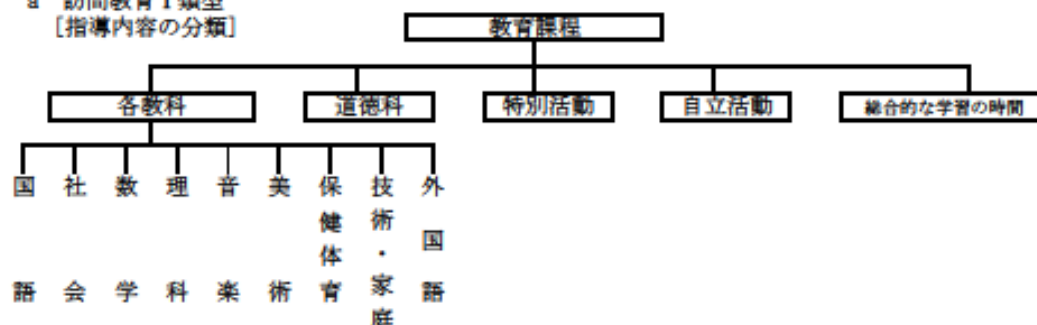 a 訪問教育Ⅰ類型
[指導内容の分類]
教育課程
各教科
道徳科
特別活動
自立活動
総合的な学習の時間
国語
社会
数学
理科
音楽
美術
保健体育
技術・家庭
外国語